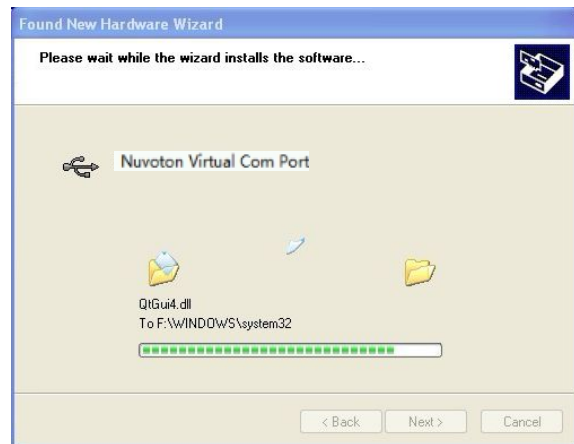 Found New Hardware Wizard
Please wait while the wizard installs the software...
Nuvoton Virtual Com Port
QtGui4.dll
To F:\WINDOWS\system32
< Back Next > Cancel